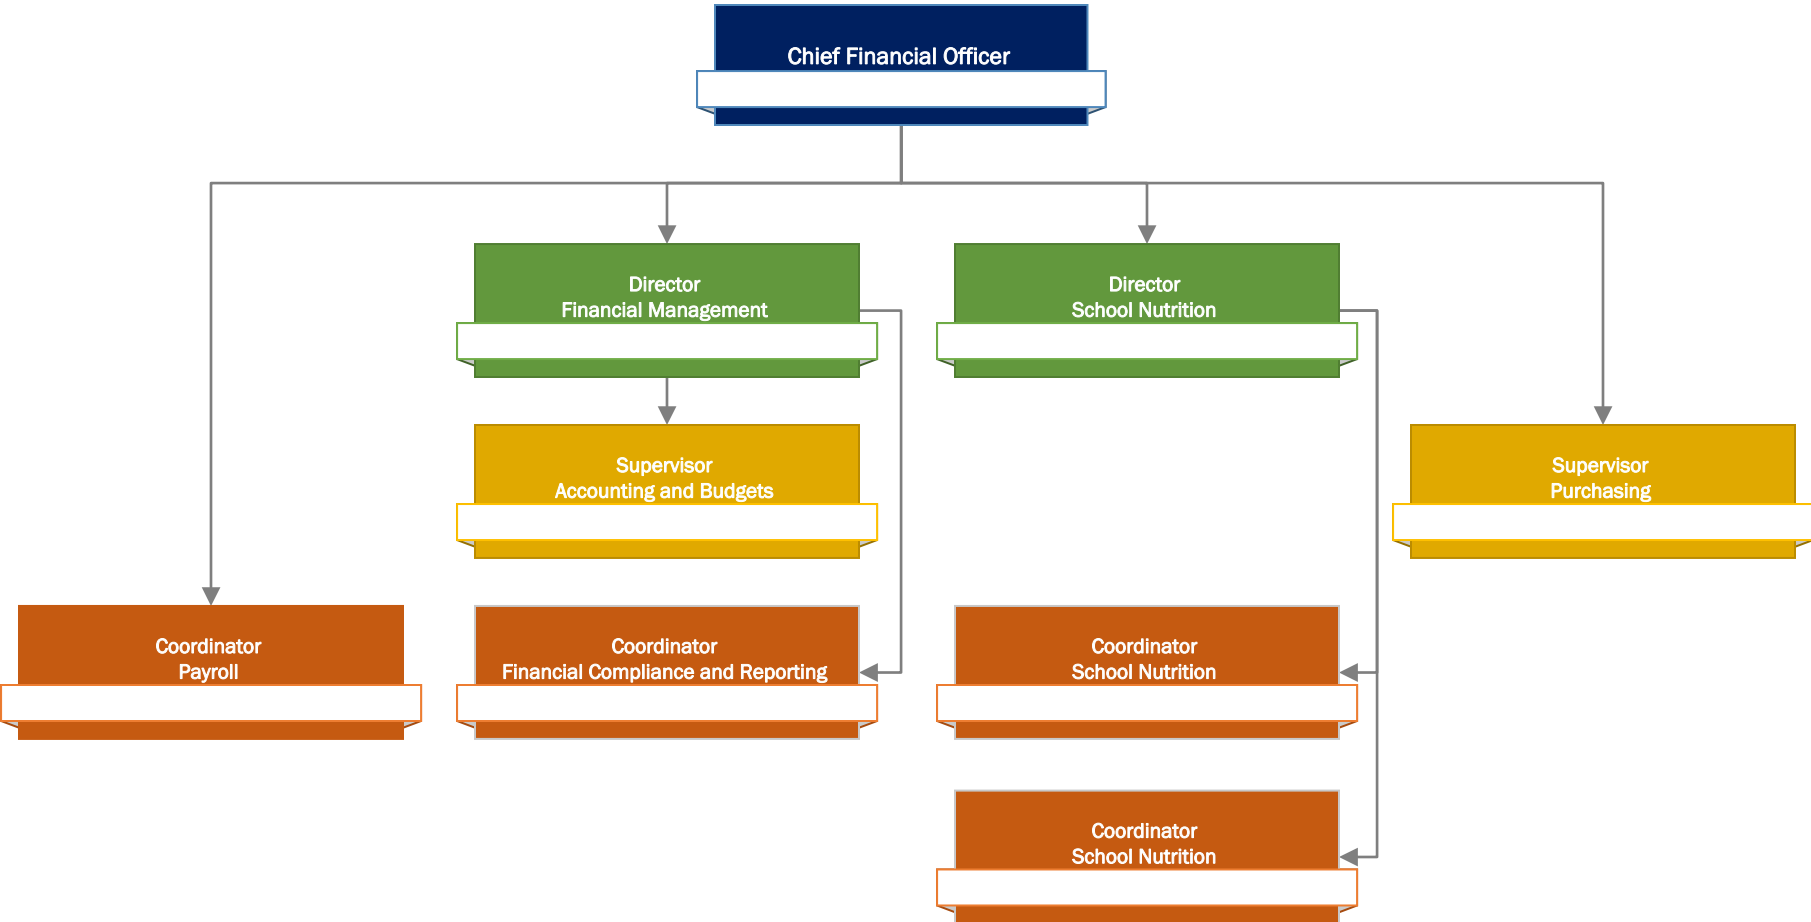 Chief Financial Officer
Director
Financial Management
Director
School Nutrition
Supervisor
Accounting and Budgets
Supervisor
Purchasing
Coordinator
Payroll
Coordinator
Financial Compliance and Reporting
Coordinator
School Nutrition
Coordinator
School Nutrition